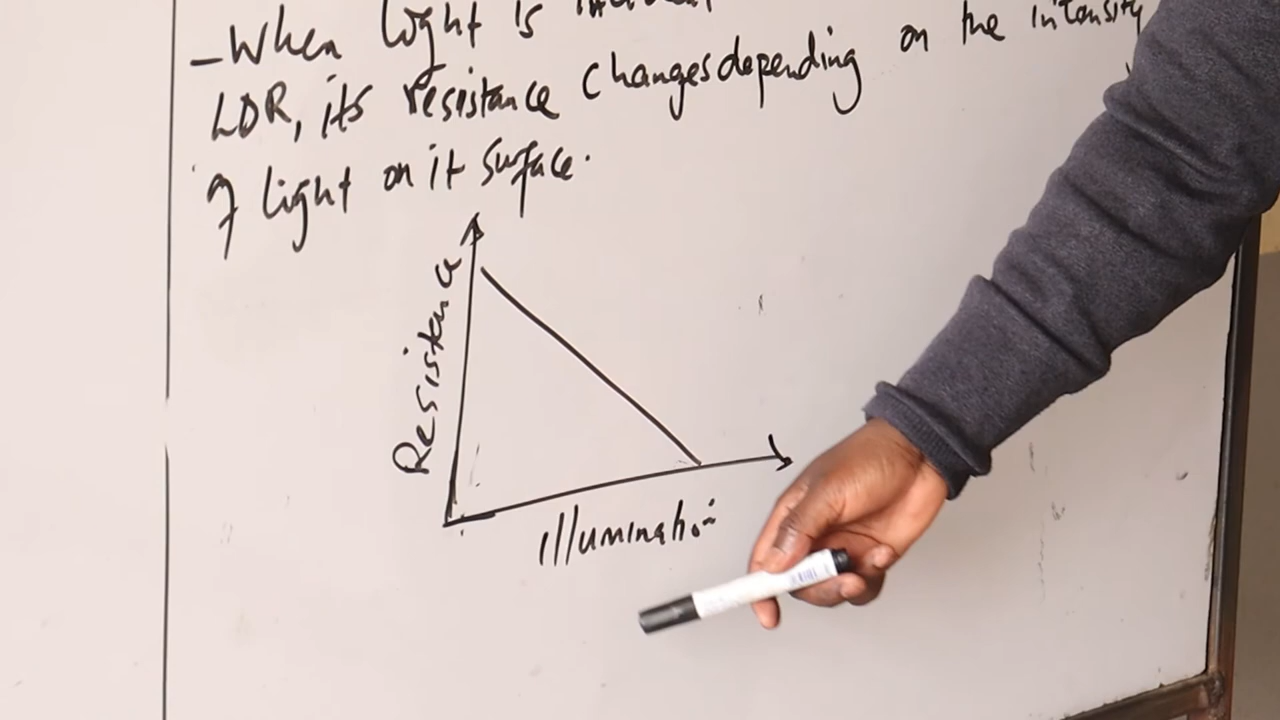 - When light is
LDR, its resistance changes depending on the intensity
of light on it surface.
Resistance
illumination